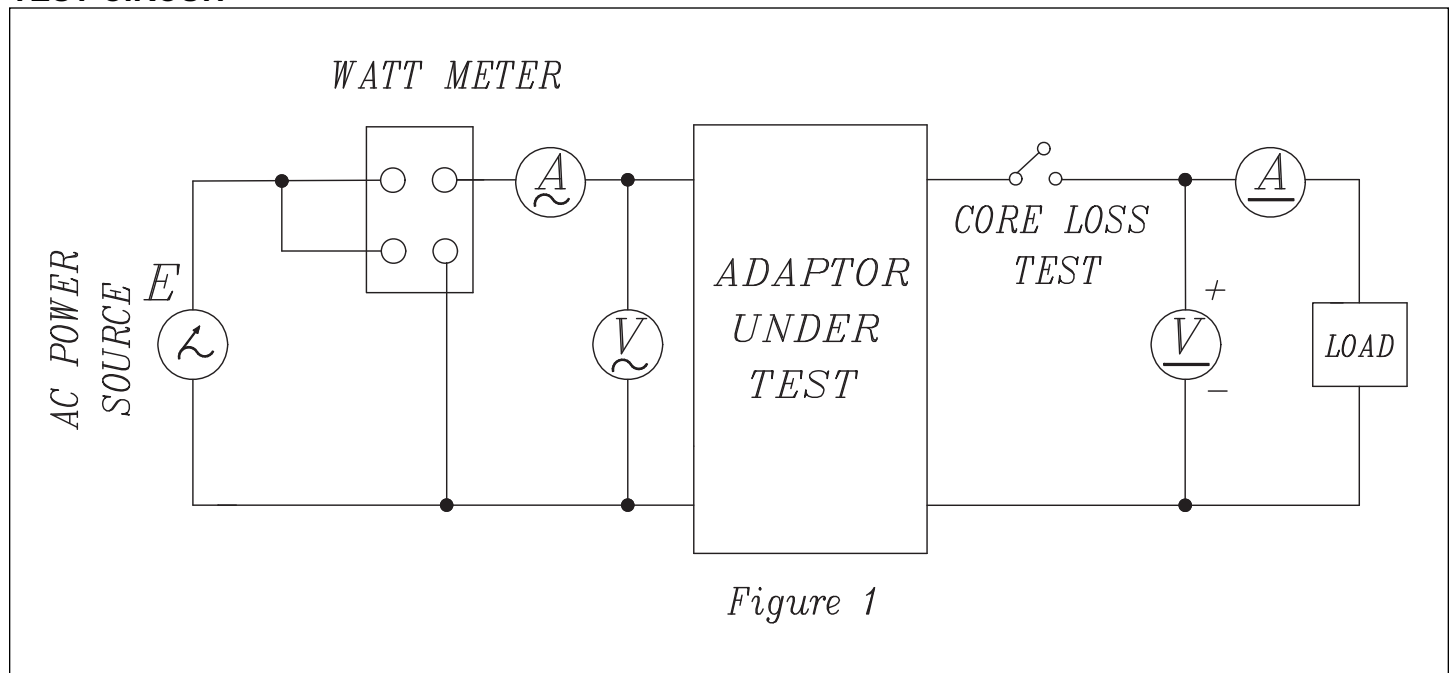 WATT METER
AC POWER
SOURCE
E
A
V
ADAPTOR
UNDER
TEST
CORE LOSS
TEST
A
+
V
−
LOAD
Figure 1